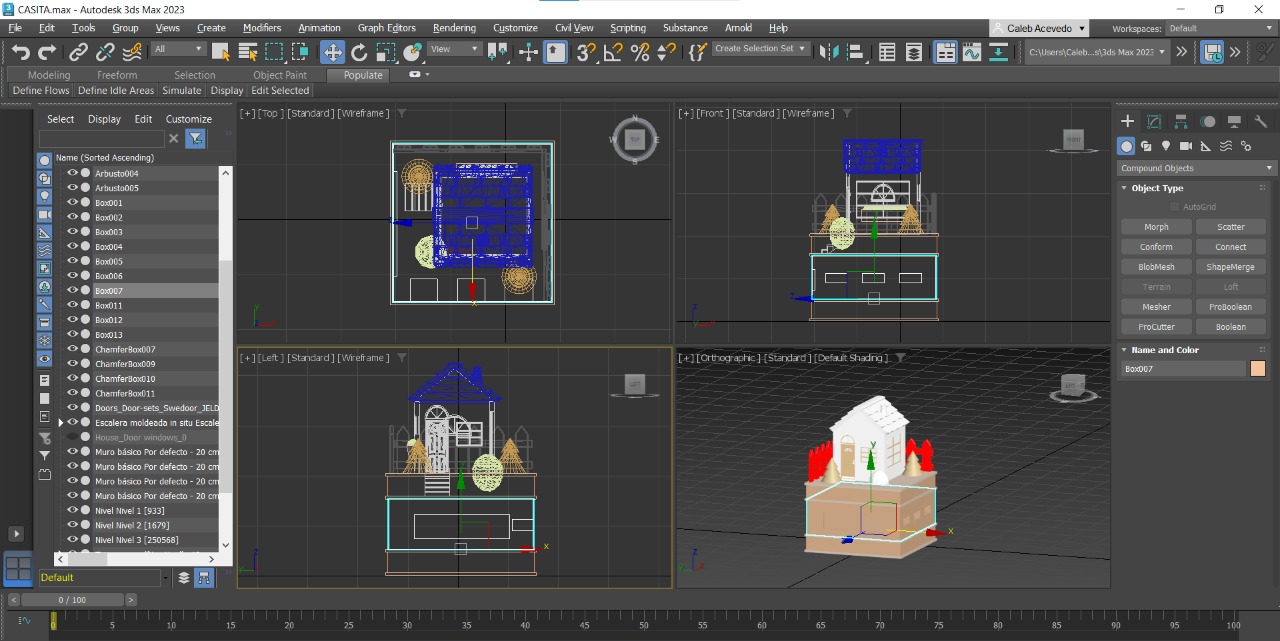 CASITA.max - Autodesk 3ds Max 2023
File Edit Tools Group Views Create Modifiers Animation Graph Editors Rendering Customize Civil View Scripting Substance Arnold Help Caleb Acevedo Workspaces: Default
All View Create Selection Set C:\Users\Caleb...s\3ds Max 2023
Modeling Freeform Selection Object Paint Populate
Define Flows Define Idle Areas Simulate Display Edit Selected
Select Display Edit Customize
Name (Sorted Ascending)
Arbusto004
Arbusto005
Box001
Box002
Box003
Box004
Box005
Box006
Box007
Box011
Box012
Box013
ChamferBox007
ChamferBox009
ChamferBox010
ChamferBox011
Doors_Door-sets_Swedoor_JELD
Escalera moldeada in situ Escale
House_Door windows_0
Muro básico Por defecto - 20 cm
Muro básico Por defecto - 20 cm
Muro básico Por defecto - 20 cm
Muro básico Por defecto - 20 cm
Nivel Nivel 1 [933]
Nivel Nivel 2 [1679]
Nivel Nivel 3 [250568]
Default
[+] [Top ] [Standard ] [Wireframe ]
[+] [Front ] [Standard ] [Wireframe ]
[+] [Left ] [Standard ] [Wireframe ]
[+] [Orthographic ] [Standard ] [Default Shading ]
Compound Objects
Object Type
AutoGrid
Morph Scatter
Conform Connect
BlobMesh ShapeMerge
Terrain Loft
Mesher ProBoolean
ProCutter Boolean
Name and Color
Box007
0 / 100
0 5 10 15 20 25 30 35 40 45 50 55 60 65 70 75 80 85 90 95 100